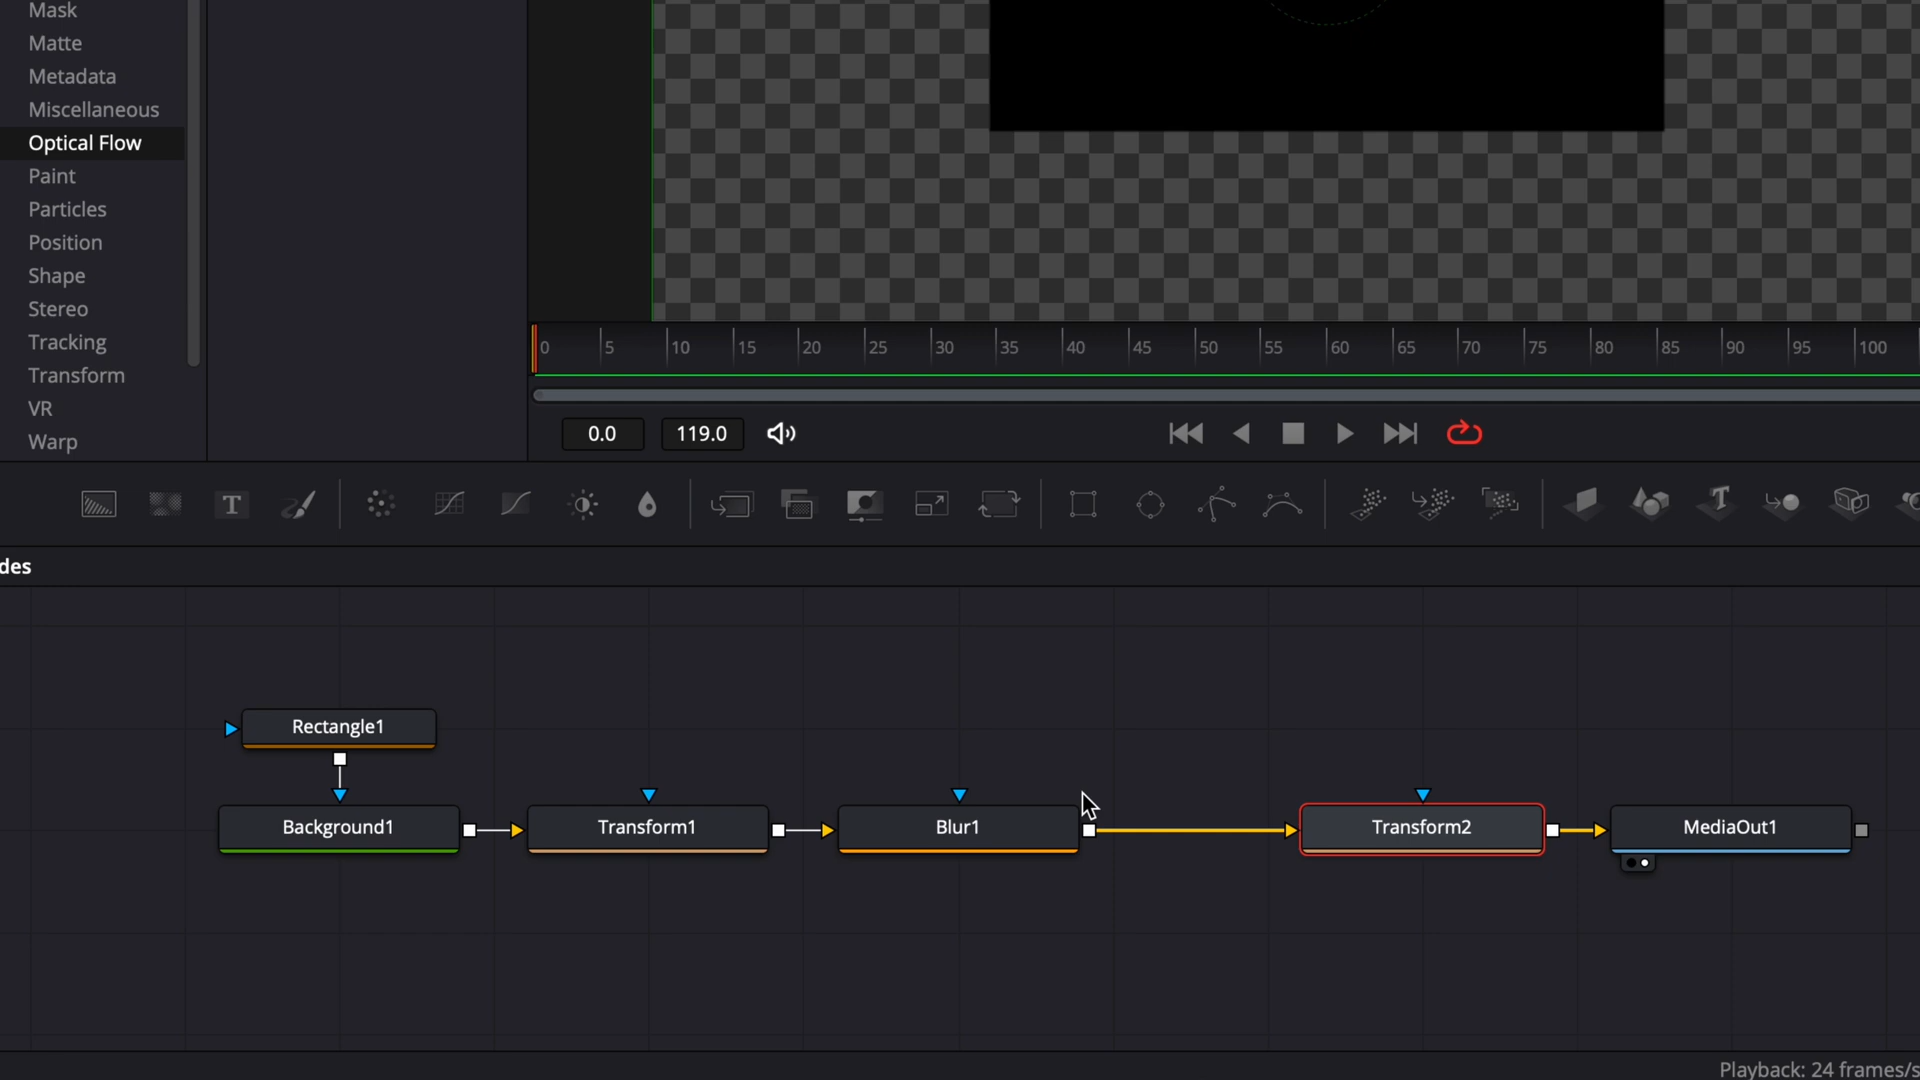 Mask
Matte
Metadata
Miscellaneous
Optical Flow
Paint
Particles
Position
Shape
Stereo
Tracking
Transform
VR
Warp
0 5 10 15 20 25 30 35 40 45 50 55 60 65 70 75 80 85 90 95 100
0.0 119.0
T
T
des
Rectangle1
Background1 Transform1 Blur1 Transform2 MediaOut1
Playback: 24 frames/s